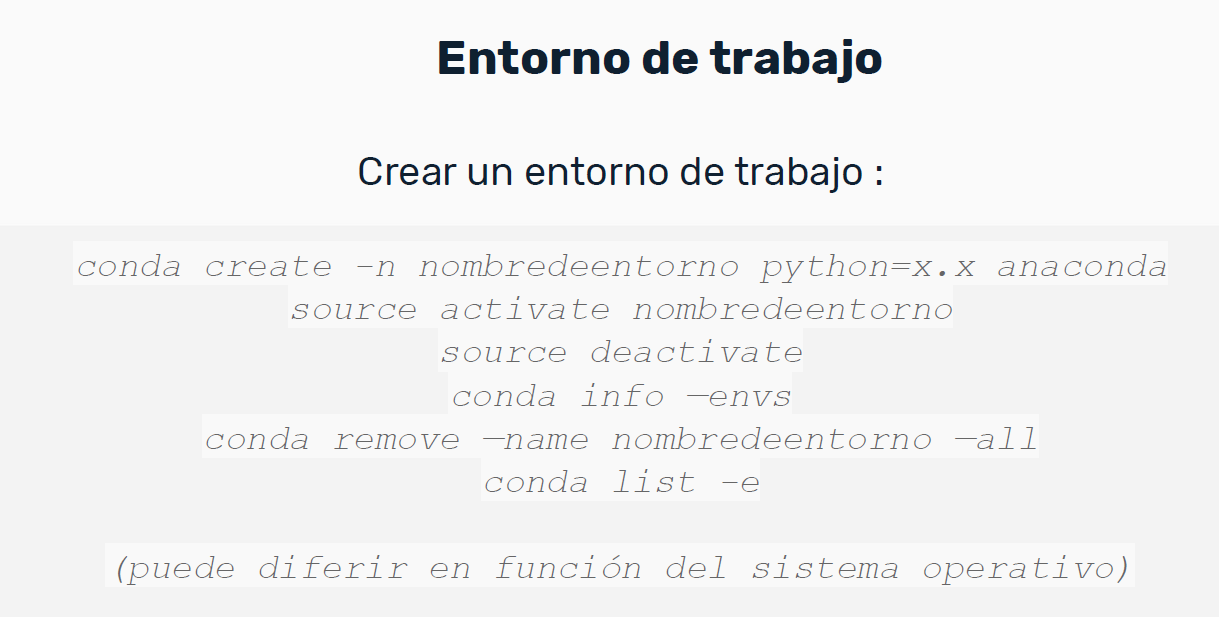 Entorno de trabajo
Crear un entorno de trabajo :
conda create -n nombredeentorno python=x.x anaconda
source activate nombredeentorno
source deactivate
conda info —envs
conda remove —name nombredeentorno —all
conda list -e
(puede diferir en función del sistema operativo)